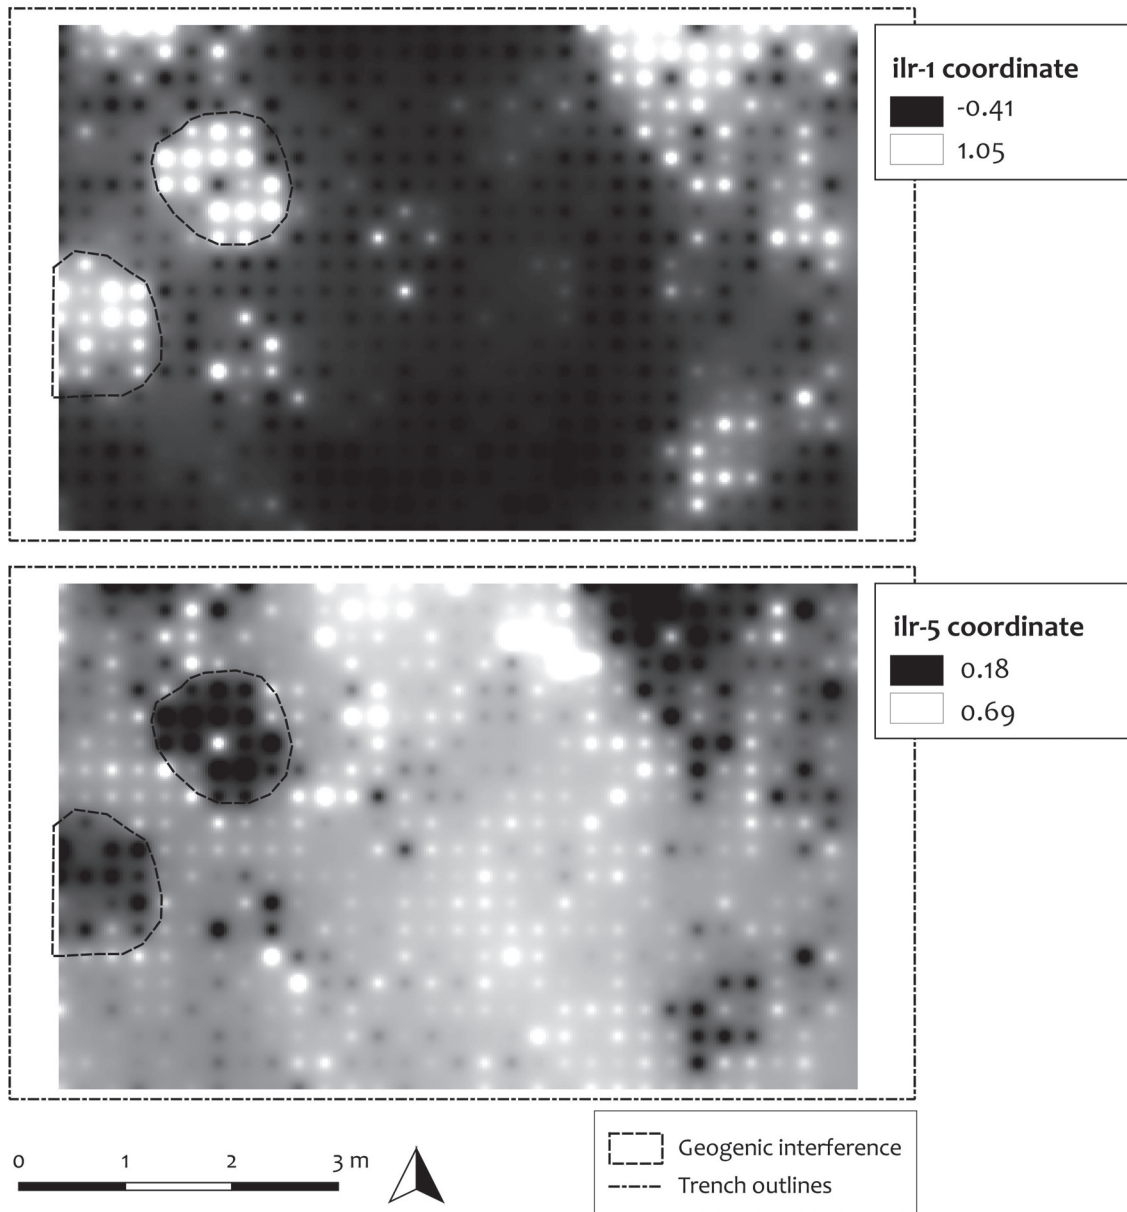 ilr-1 coordinate
-0.41
1.05
ilr-5 coordinate
0.18
0.69
0 1 2 3 m
Geogenic interference
Trench outlines